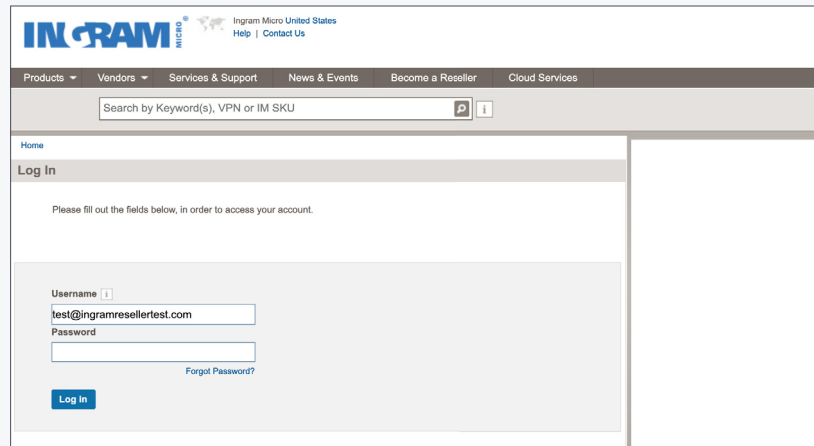 INGRAM MICRO®
Ingram Micro United States
Help | Contact Us
Products Vendors Services & Support News & Events Become a Reseller Cloud Services
Search by Keyword(s), VPN or IM SKU
i
Home
Log In
Please fill out the fields below, in order to access your account.
Username i
test@ingramresellertest.com
Password
Forgot Password?
Log in